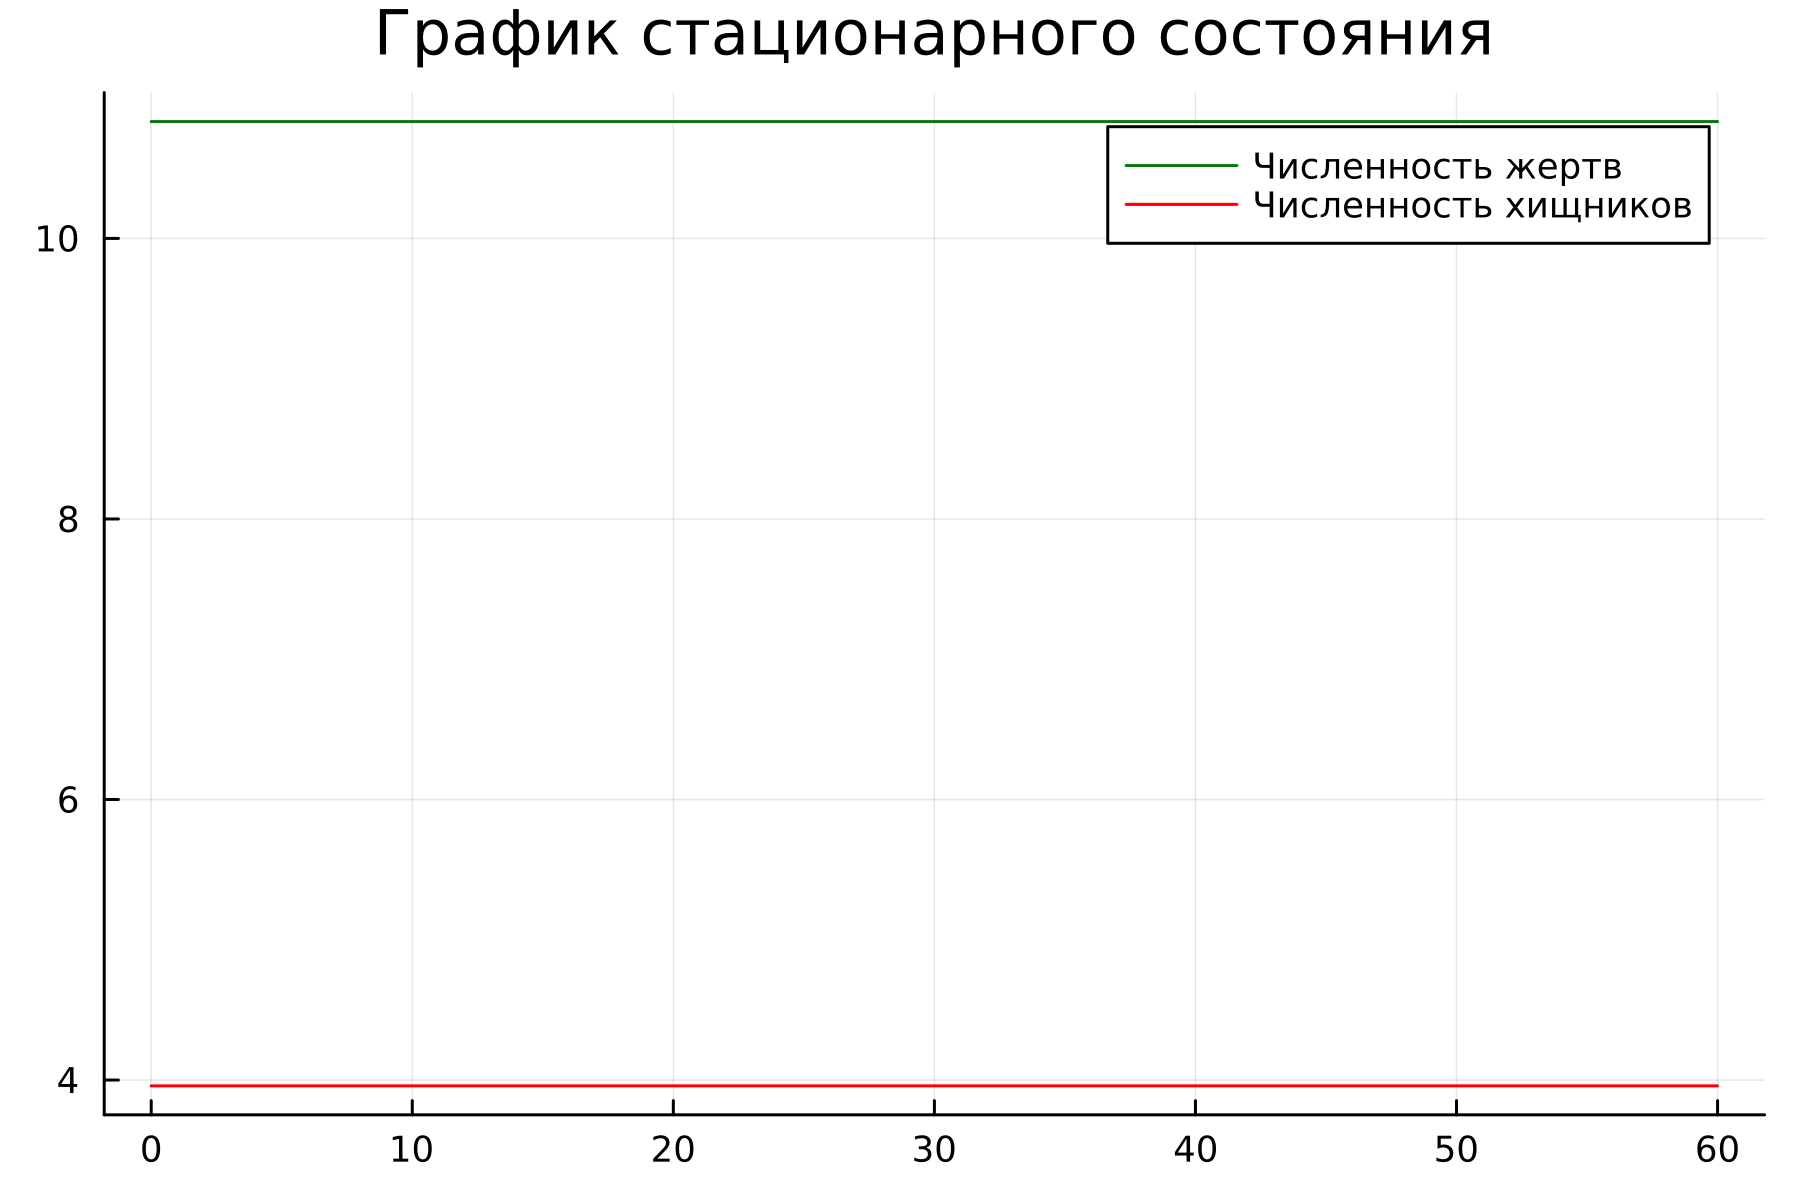 График стационарного состояния
Численность жертв
Численность хищников
10
8
6
4
0 10 20 30 40 50 60